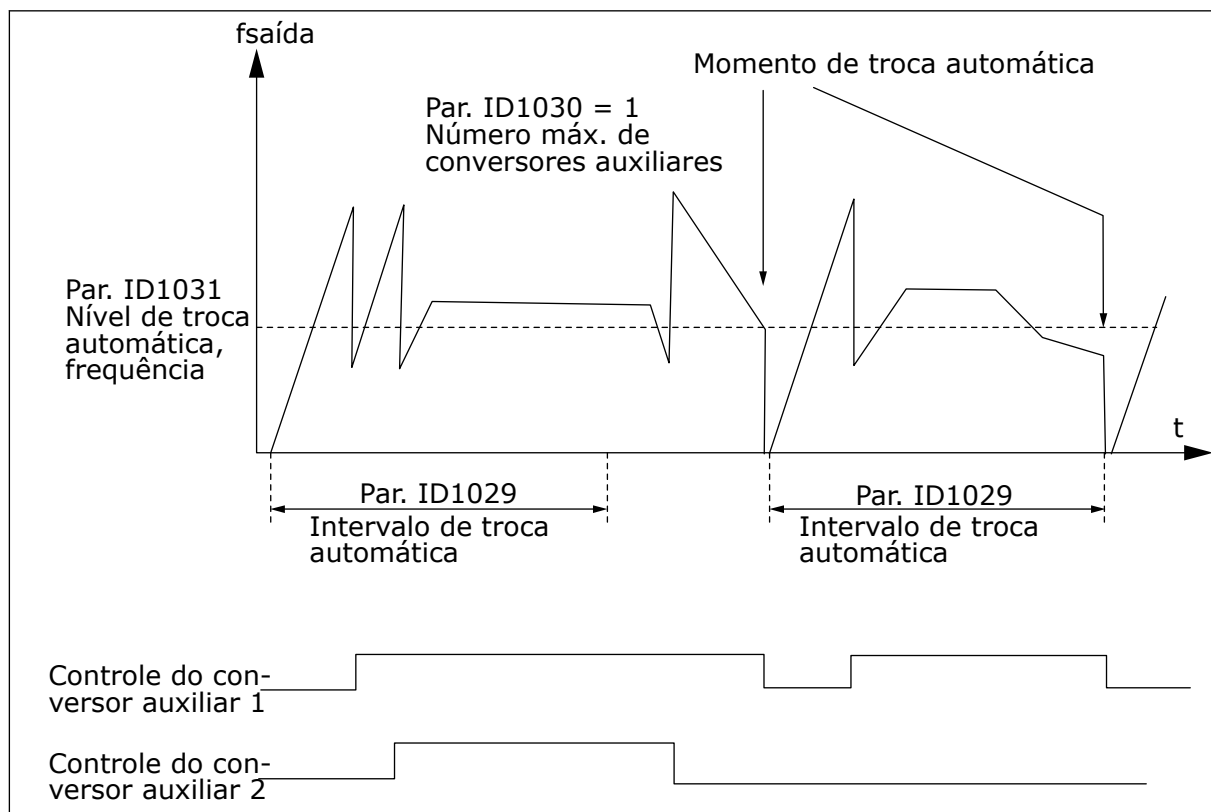 fsaída
Momento de troca automática
Par. ID1030 = 1
Número máx. de
conversores auxiliares
Par. ID1031
Nível de troca
automática,
frequência
t
Par. ID1029
Intervalo de troca
automática
Par. ID1029
Intervalo de troca
automática
Controle do con-
versor auxiliar 1
Controle do con-
versor auxiliar 2